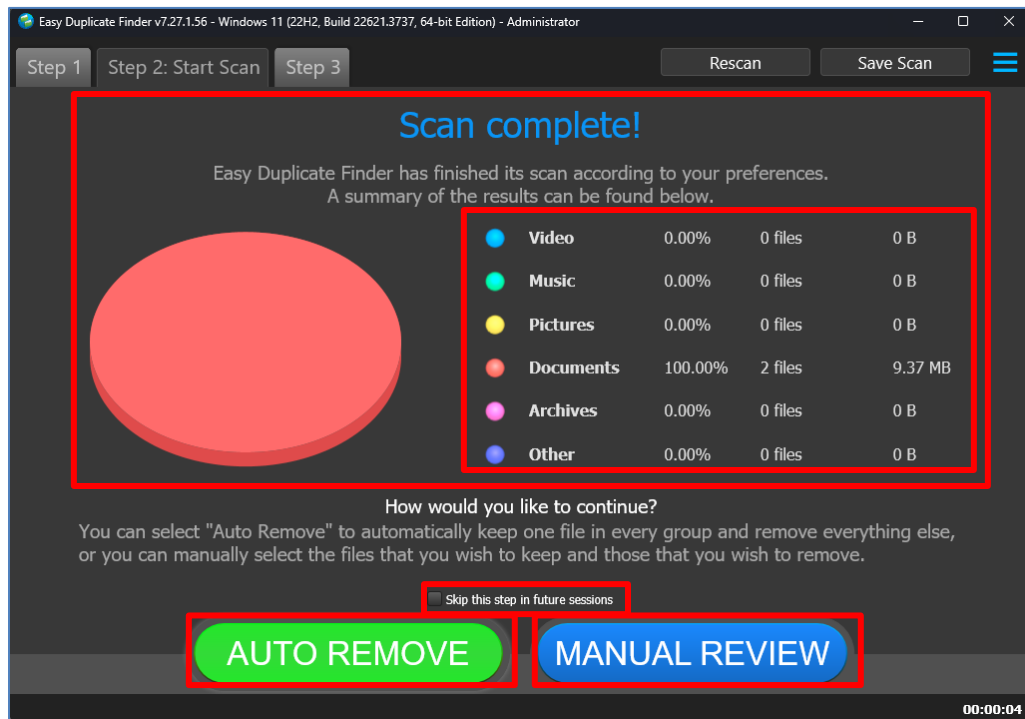 Easy Duplicate Finder v7.27.1.56 - Windows 11 (22H2, Build 22621.3737, 64-bit Edition) - Administrator
Step 1 Step 2: Start Scan Step 3 Rescan Save Scan
Scan complete!
Easy Duplicate Finder has finished its scan according to your preferences.
A summary of the results can be found below.
Video 0.00% 0 files 0 B
Music 0.00% 0 files 0 B
Pictures 0.00% 0 files 0 B
Documents 100.00% 2 files 9.37 MB
Archives 0.00% 0 files 0 B
Other 0.00% 0 files 0 B
How would you like to continue?
You can select "Auto Remove" to automatically keep one file in every group and remove everything else,
or you can manually select the files that you wish to keep and those that you wish to remove.
Skip this step in future sessions
AUTO REMOVE MANUAL REVIEW
00:00:04